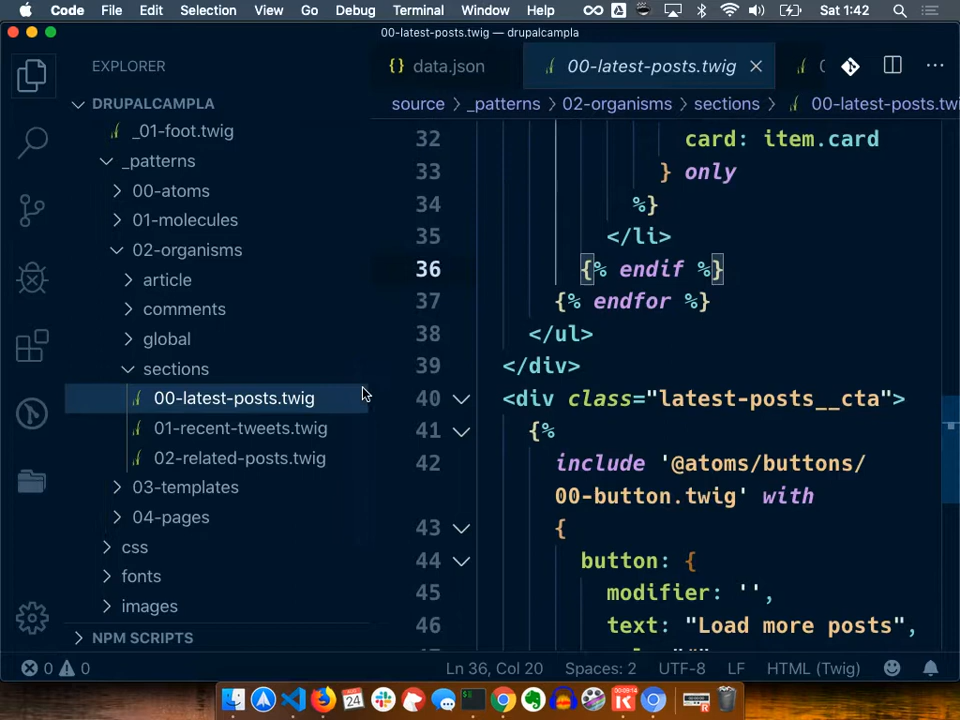 Code File Edit Selection View Go Debug Terminal Window Help Sat 1:42
00-latest-posts.twig — drupalcampla
EXPLORER
{} data.json
00-latest-posts.twig
source > _patterns > 02-organisms > sections > 00-latest-posts.twi
DRUPALCAMPLA
_01-foot.twig
_patterns
00-atoms
01-molecules
02-organisms
article
comments
global
sections
00-latest-posts.twig
01-recent-tweets.twig
02-related-posts.twig
03-templates
04-pages
css
fonts
images
NPM SCRIPTS
32 card: item.card
33 } only
34 %}
35 </li>
36 {% endif %}
37 {% endfor %}
38 </ul>
39 </div>
40 <div class="latest-posts__cta">
41 {%
42 include '@atoms/buttons/
00-button.twig' with
43 {
44 button: {
45 modifier: '',
46 text: "Load more posts",
0 0 Ln 36, Col 20 Spaces: 2 UTF-8 LF HTML (Twig)
24
00:09:14